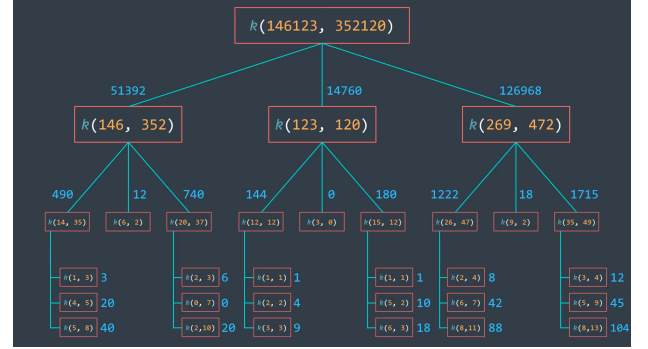 k(146123, 352120)
51392 14760 126968
k(146, 352) k(123, 120) k(269, 472)
490 12 740 144 0 180 1222 18 1715
k(14, 35) k(6, 2) k(20, 37) k(12, 12) k(3, 0) k(15, 12) k(26, 47) k(9, 2) k(35, 49)
k(1, 3) 3 k(2, 3) 6 k(1, 1) 1 k(1, 1) 1 k(2, 4) 8 k(3, 4) 12
k(4, 5) 20 k(0, 7) 0 k(2, 2) 4 k(5, 2) 10 k(6, 7) 42 k(5, 9) 45
k(5, 8) 40 k(2,10) 20 k(3, 3) 9 k(6, 3) 18 k(8,11) 88 k(8,13) 104